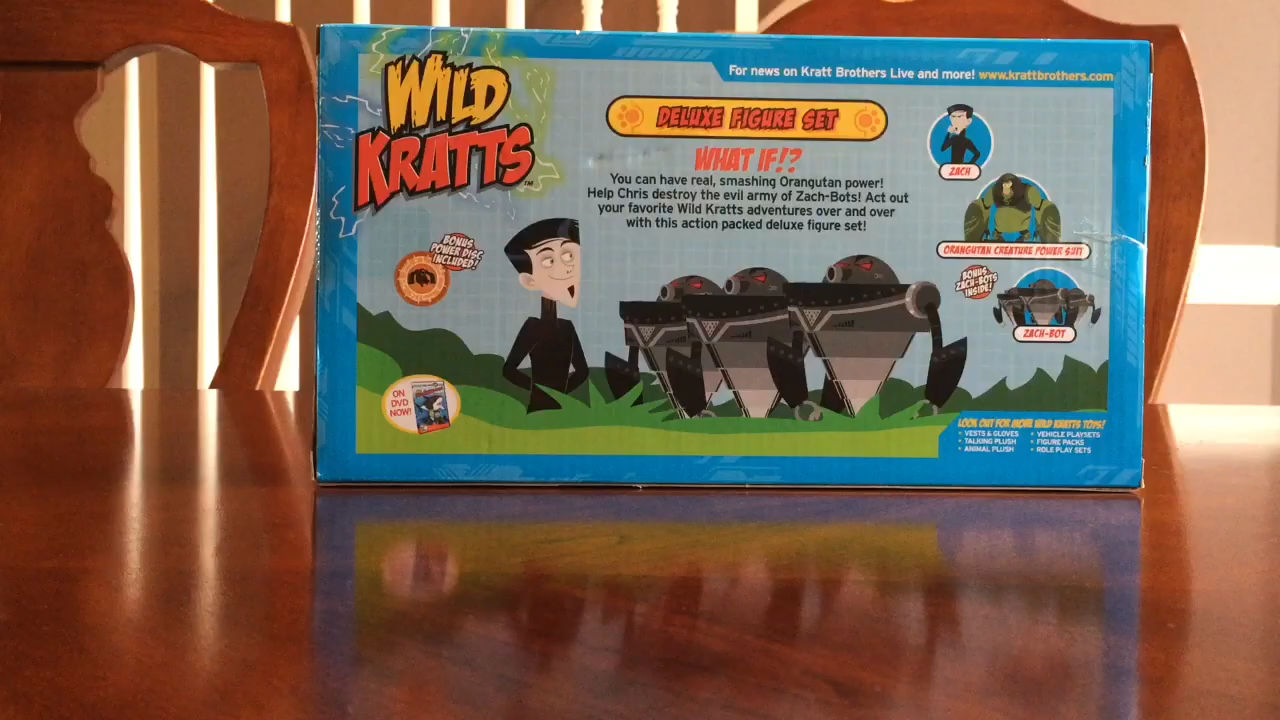 For news on Kratt Brothers Live and more! www.krattbrothers.com
WILD
KRATTS™
DELUXE FIGURE SET
WHAT IF!?
You can have real, smashing Orangutan power!
Help Chris destroy the evil army of Zach-Bots! Act out
your favorite Wild Kratts adventures over and over
with this action packed deluxe figure set!
ZACH
ORANGUTAN CREATURE POWER SUIT
BONUS
POWER DISC
INCLUDED!
BONUS
ZACH-BOTS
INSIDE!
ZACH-BOT
ON
DVD
NOW!
LOOK OUT FOR MORE WILD KRATTS TOYS!
• VESTS & GLOVES
• TALKING PLUSH
• ANIMAL PLUSH
• VEHICLE PLAYSETS
• FIGURE PACKS
• ROLE PLAY SETS